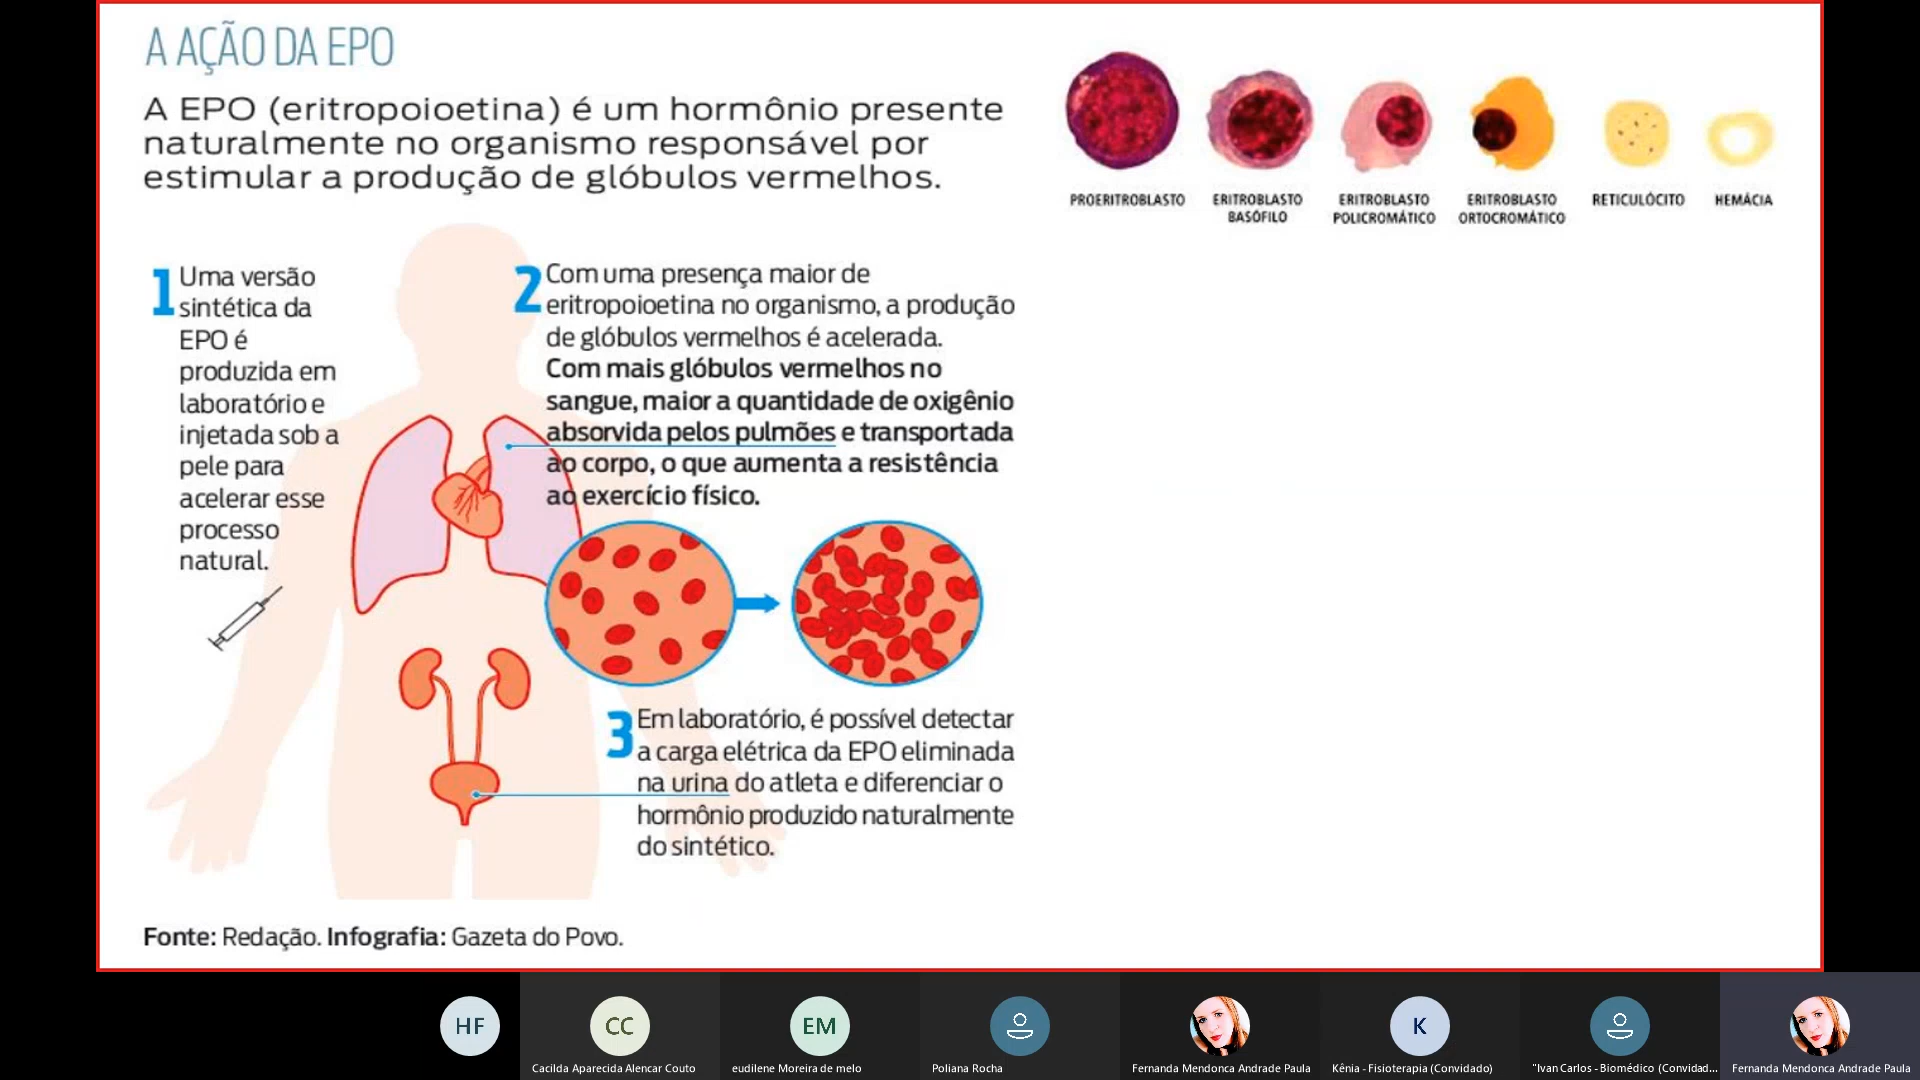 A AÇÃO DA EPO
A EPO (eritropoioetina) é um hormônio presente
naturalmente no organismo responsável por
estimular a produção de glóbulos vermelhos.
PROERITROBLASTO
ERITROBLASTO
BASÓFILO
ERITROBLASTO
POLICROMÁTICO
ERITROBLASTO
ORTOCROMÁTICO
RETICULÓCITO
HEMÁCIA
1
Uma versão
sintética da
EPO é
produzida em
laboratório e
injetada sob a
pele para
acelerar esse
processo
natural.
2
Com uma presença maior de
eritropoioetina no organismo, a produção
de glóbulos vermelhos é acelerada.
Com mais glóbulos vermelhos no
sangue, maior a quantidade de oxigênio
absorvida pelos pulmões e transportada
ao corpo, o que aumenta a resistência
ao exercício físico.
3
Em laboratório, é possível detectar
a carga elétrica da EPO eliminada
na urina do atleta e diferenciar o
hormônio produzido naturalmente
do sintético.
Fonte: Redação. Infografia: Gazeta do Povo.
HF
CC
EM
K
Cacilda Aparecida Alencar Couto
eudilene Moreira de melo
Poliana Rocha
Fernanda Mendonca Andrade Paula
Kênia - Fisioterapia (Convidado)
"Ivan Carlos - Biomédico (Convidad...
Fernanda Mendonca Andrade Paula